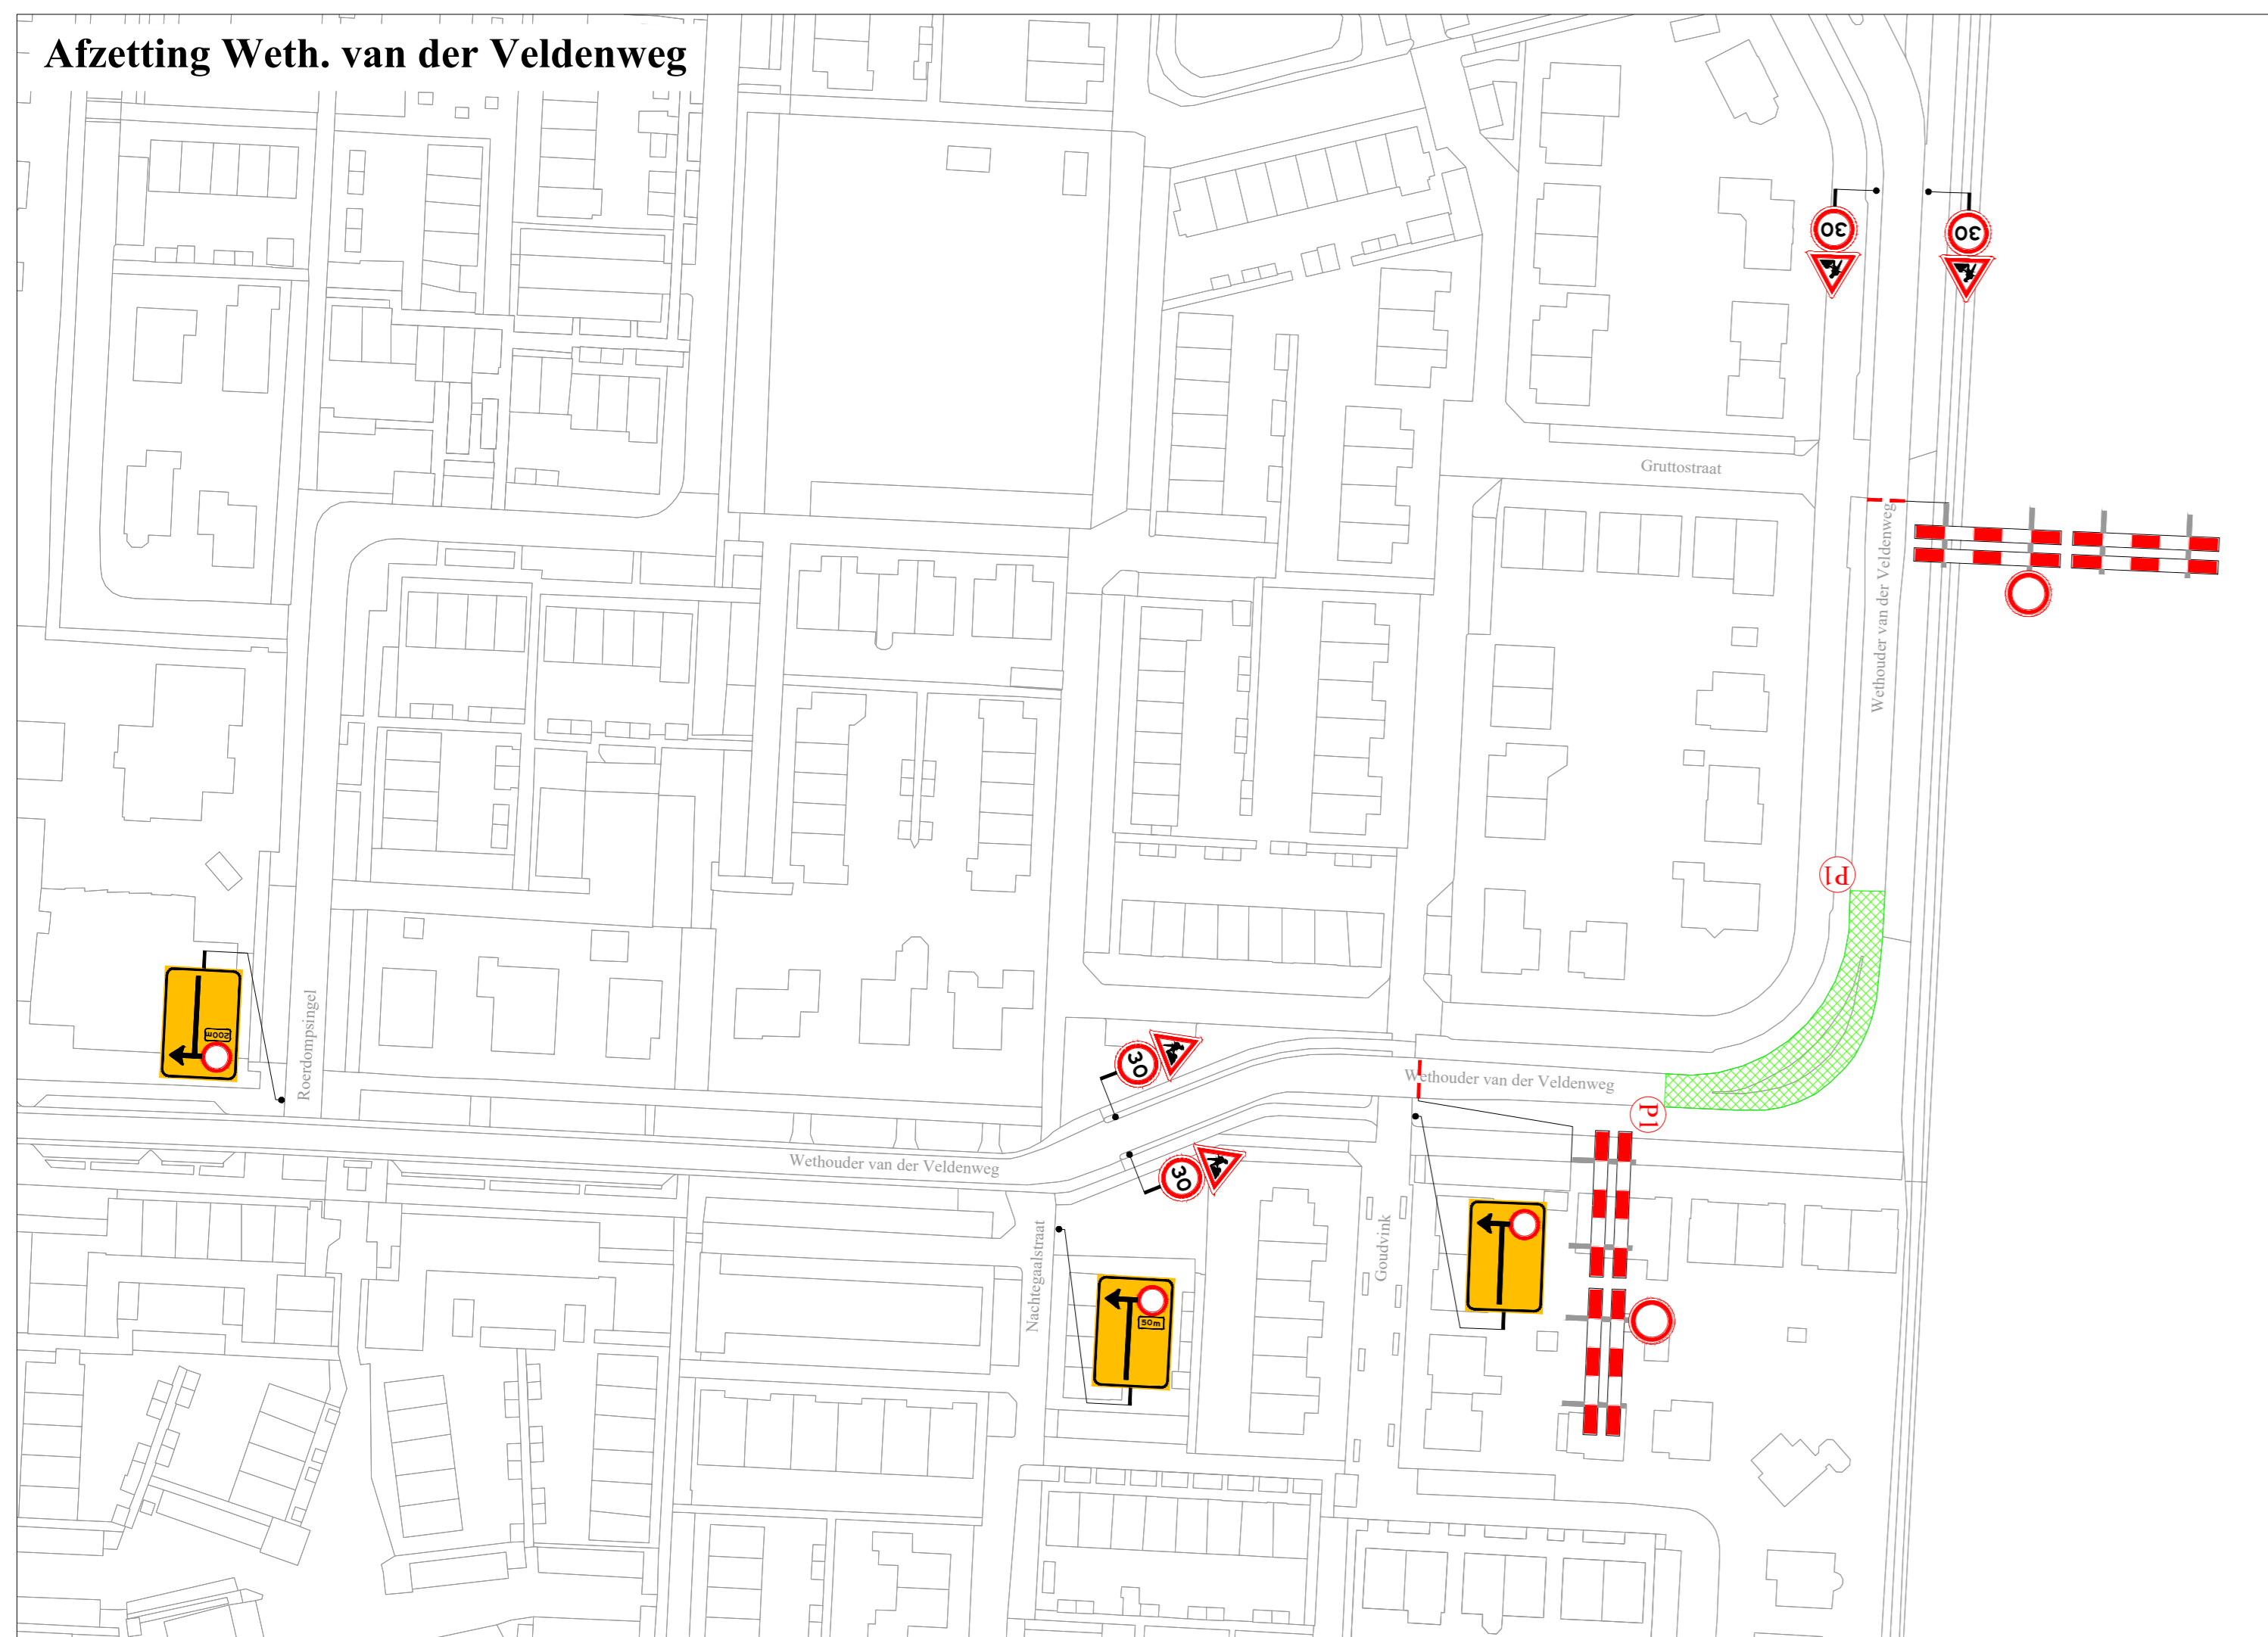 Afzetting Weth. van der Veldenweg
30
30
Gruttostraat
Wethouder van der Veldenweg
P1
200m
Roerdompsingel
30
Wethouder van der Veldenweg
P1
Wethouder van der Veldenweg
30
Nachtegaalstraat
Goudvink
50m